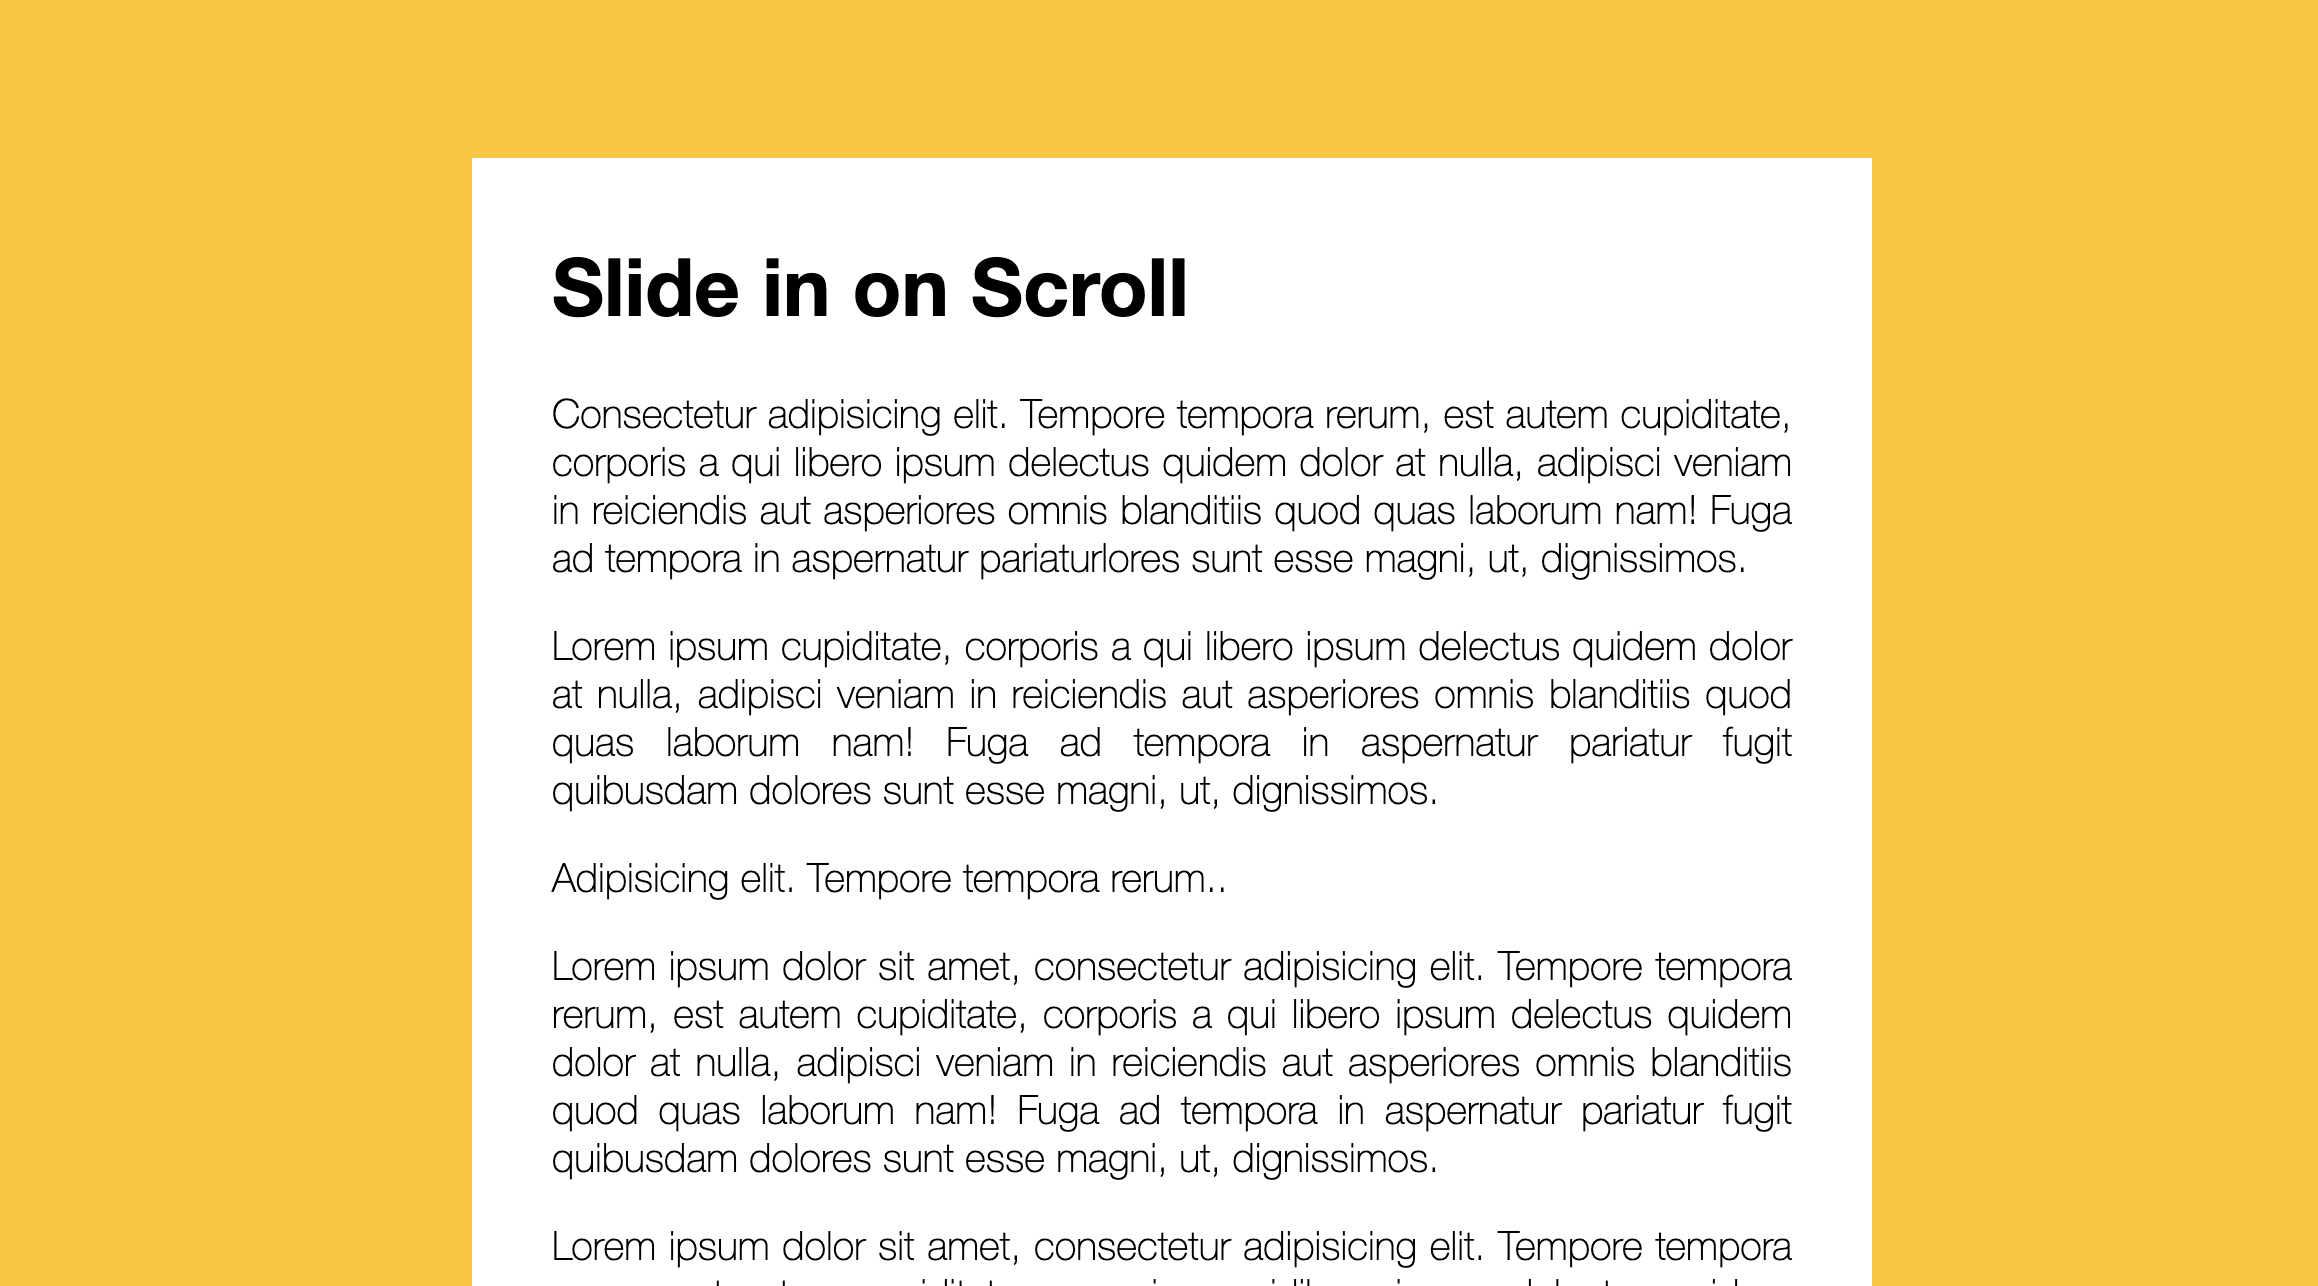 Slide in on Scroll
Consectetur adipisicing elit. Tempore tempora rerum, est autem cupiditate,
corporis a qui libero ipsum delectus quidem dolor at nulla, adipisci veniam
in reiciendis aut asperiores omnis blanditiis quod quas laborum nam! Fuga
ad tempora in aspernatur pariaturlores sunt esse magni, ut, dignissimos.
Lorem ipsum cupiditate, corporis a qui libero ipsum delectus quidem dolor
at nulla, adipisci veniam in reiciendis aut asperiores omnis blanditiis quod
quas laborum nam! Fuga ad tempora in aspernatur pariatur fugit
quibusdam dolores sunt esse magni, ut, dignissimos.
Adipisicing elit. Tempore tempora rerum..
Lorem ipsum dolor sit amet, consectetur adipisicing elit. Tempore tempora
rerum, est autem cupiditate, corporis a qui libero ipsum delectus quidem
dolor at nulla, adipisci veniam in reiciendis aut asperiores omnis blanditiis
quod quas laborum nam! Fuga ad tempora in aspernatur pariatur fugit
quibusdam dolores sunt esse magni, ut, dignissimos.
Lorem ipsum dolor sit amet, consectetur adipisicing elit. Tempore tempora